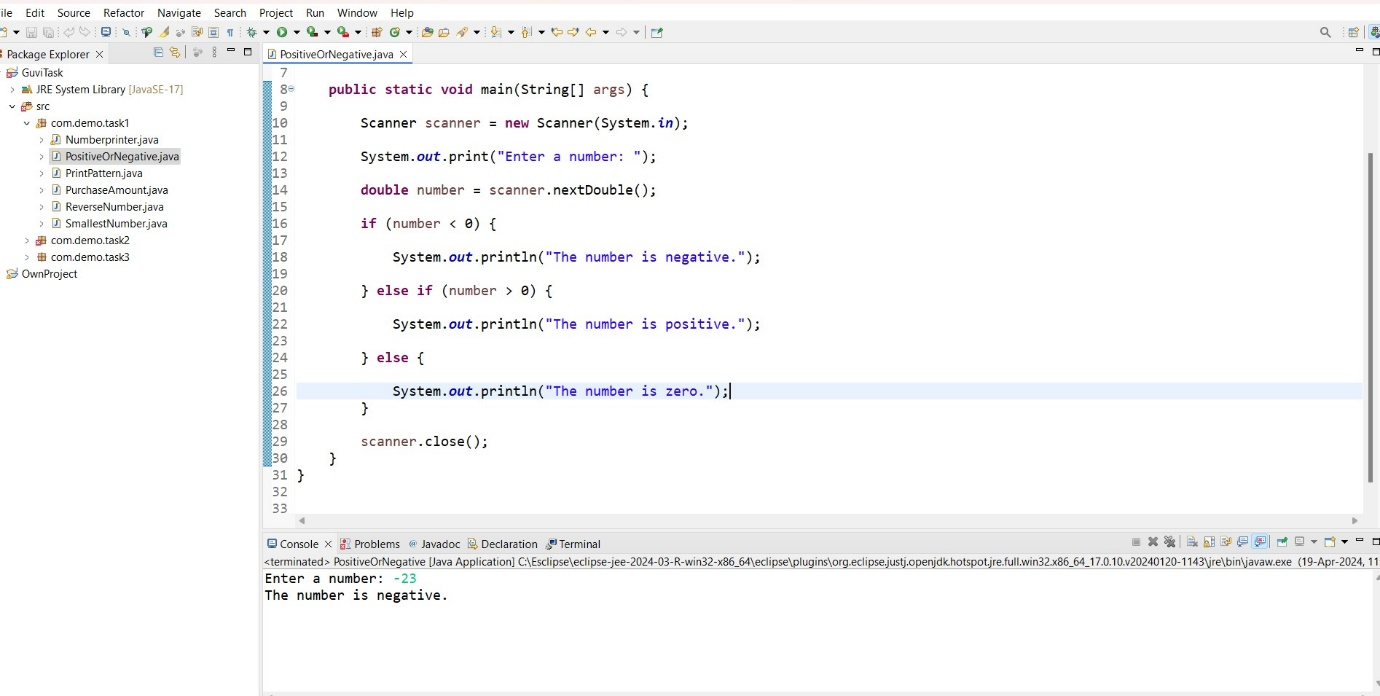 ile Edit Source Refactor Navigate Search Project Run Window Help
Package Explorer
GuviTask
JRE System Library [JavaSE-17]
src
com.demo.task1
Numberprinter.java
PositiveOrNegative.java
PrintPattern.java
PurchaseAmount.java
ReverseNumber.java
SmallestNumber.java
com.demo.task2
com.demo.task3
OwnProject
PositiveOrNegative.java
7
8 public static void main(String[] args) {
9
10 Scanner scanner = new Scanner(System.in);
11
12 System.out.print("Enter a number: ");
13
14 double number = scanner.nextDouble();
15
16 if (number < 0) {
17
18 System.out.println("The number is negative.");
19
20 } else if (number > 0) {
21
22 System.out.println("The number is positive.");
23
24 } else {
25
26 System.out.println("The number is zero.");
27 }
28
29 scanner.close();
30 }
31 }
32
33
Console Problems Javadoc Declaration Terminal
<terminated> PositiveOrNegative [Java Application] C:\Esclipse\eclipse-jee-2024-03-R-win32-x86_64\eclipse\plugins\org.eclipse.justj.openjdk.hotspot.jre.full.win32.x86_64_17.0.10.v20240120-1143\jre\bin\javaw.exe (19-Apr-2024, 11
Enter a number: -23
The number is negative.